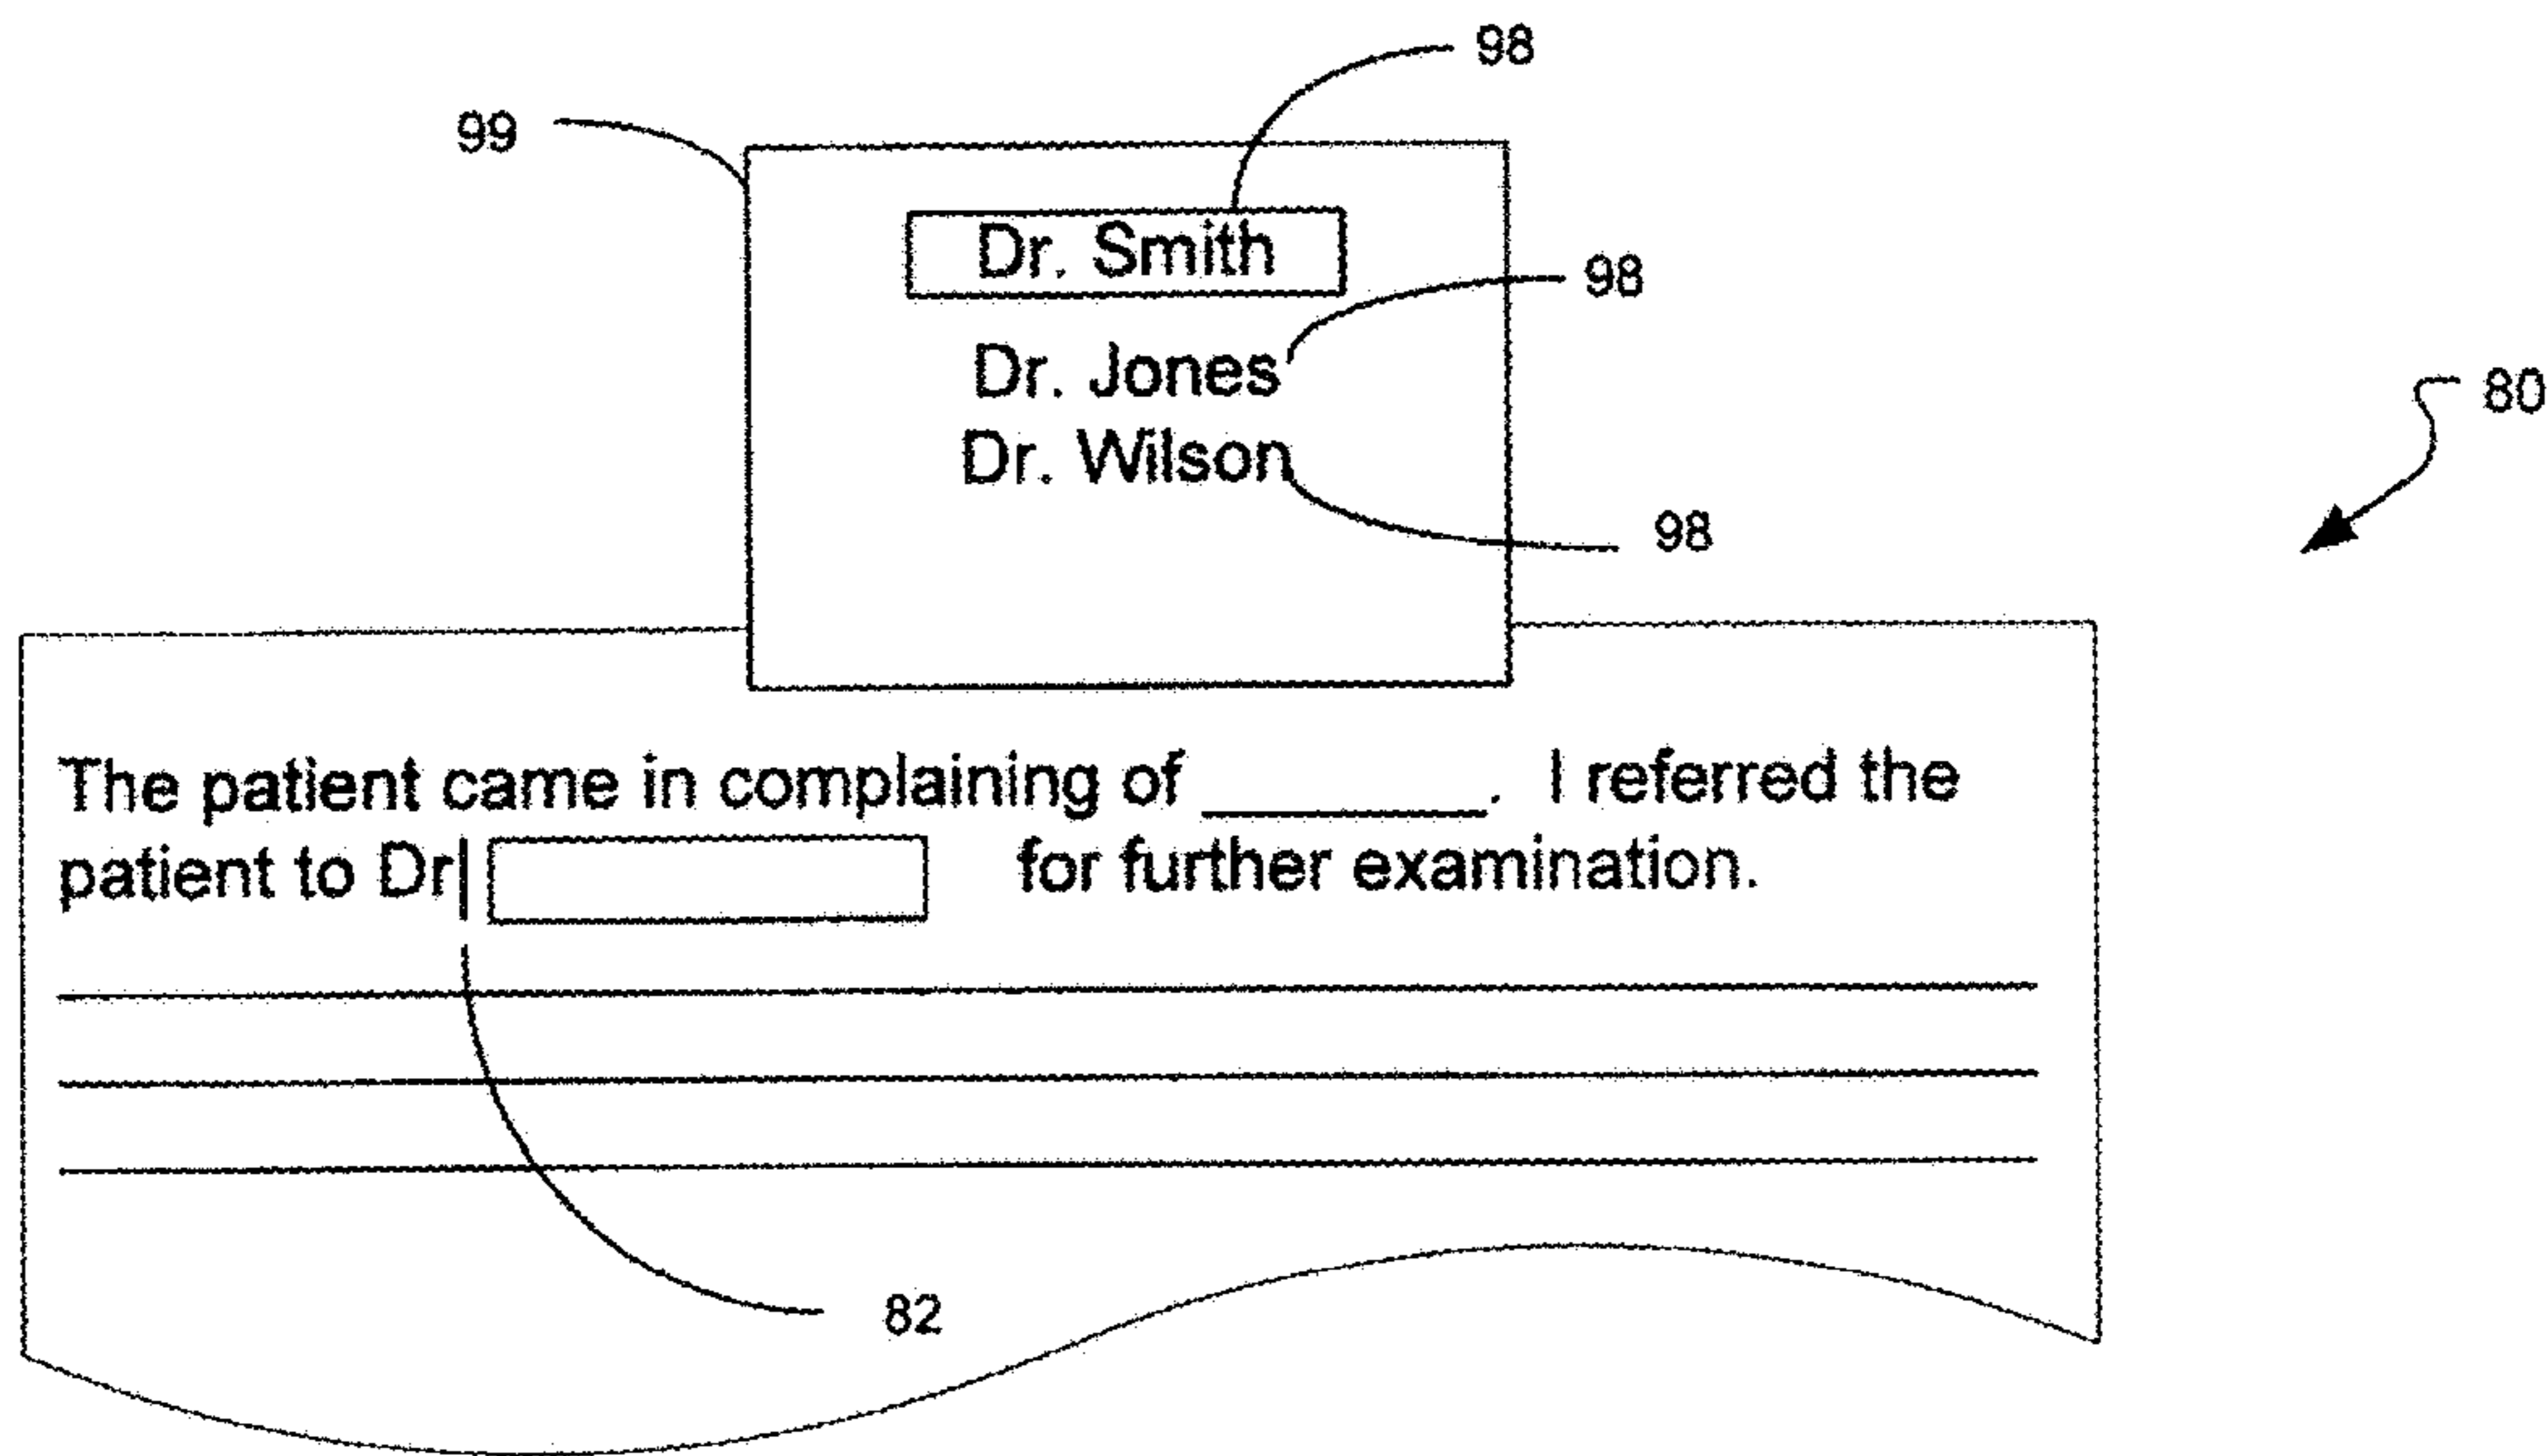 98
99
Dr. Smith
98
Dr. Jones
80
Dr. Wilson
98
The patient came in complaining of ________. I referred the
patient to Dr| for further examination.
82